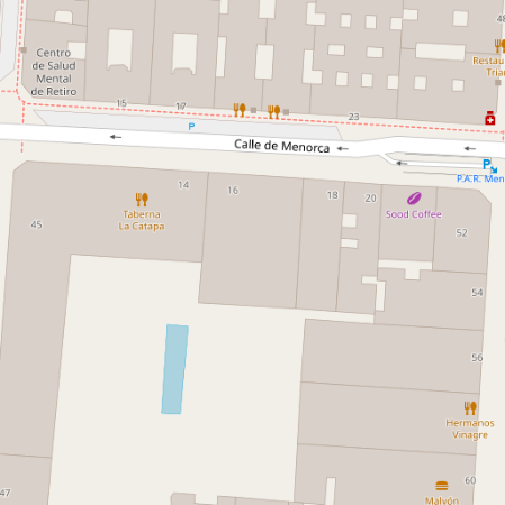 48
Restau
Tria
Centro
de Salud
Mental
de Retiro
15
17
23
P
Calle de Menorca
P
P.A.R. Men
14
16
18
20
Sood Coffee
Taberna
La Catapa
45
52
54
56
Hermanos
Vinagre
60
Malvón
47